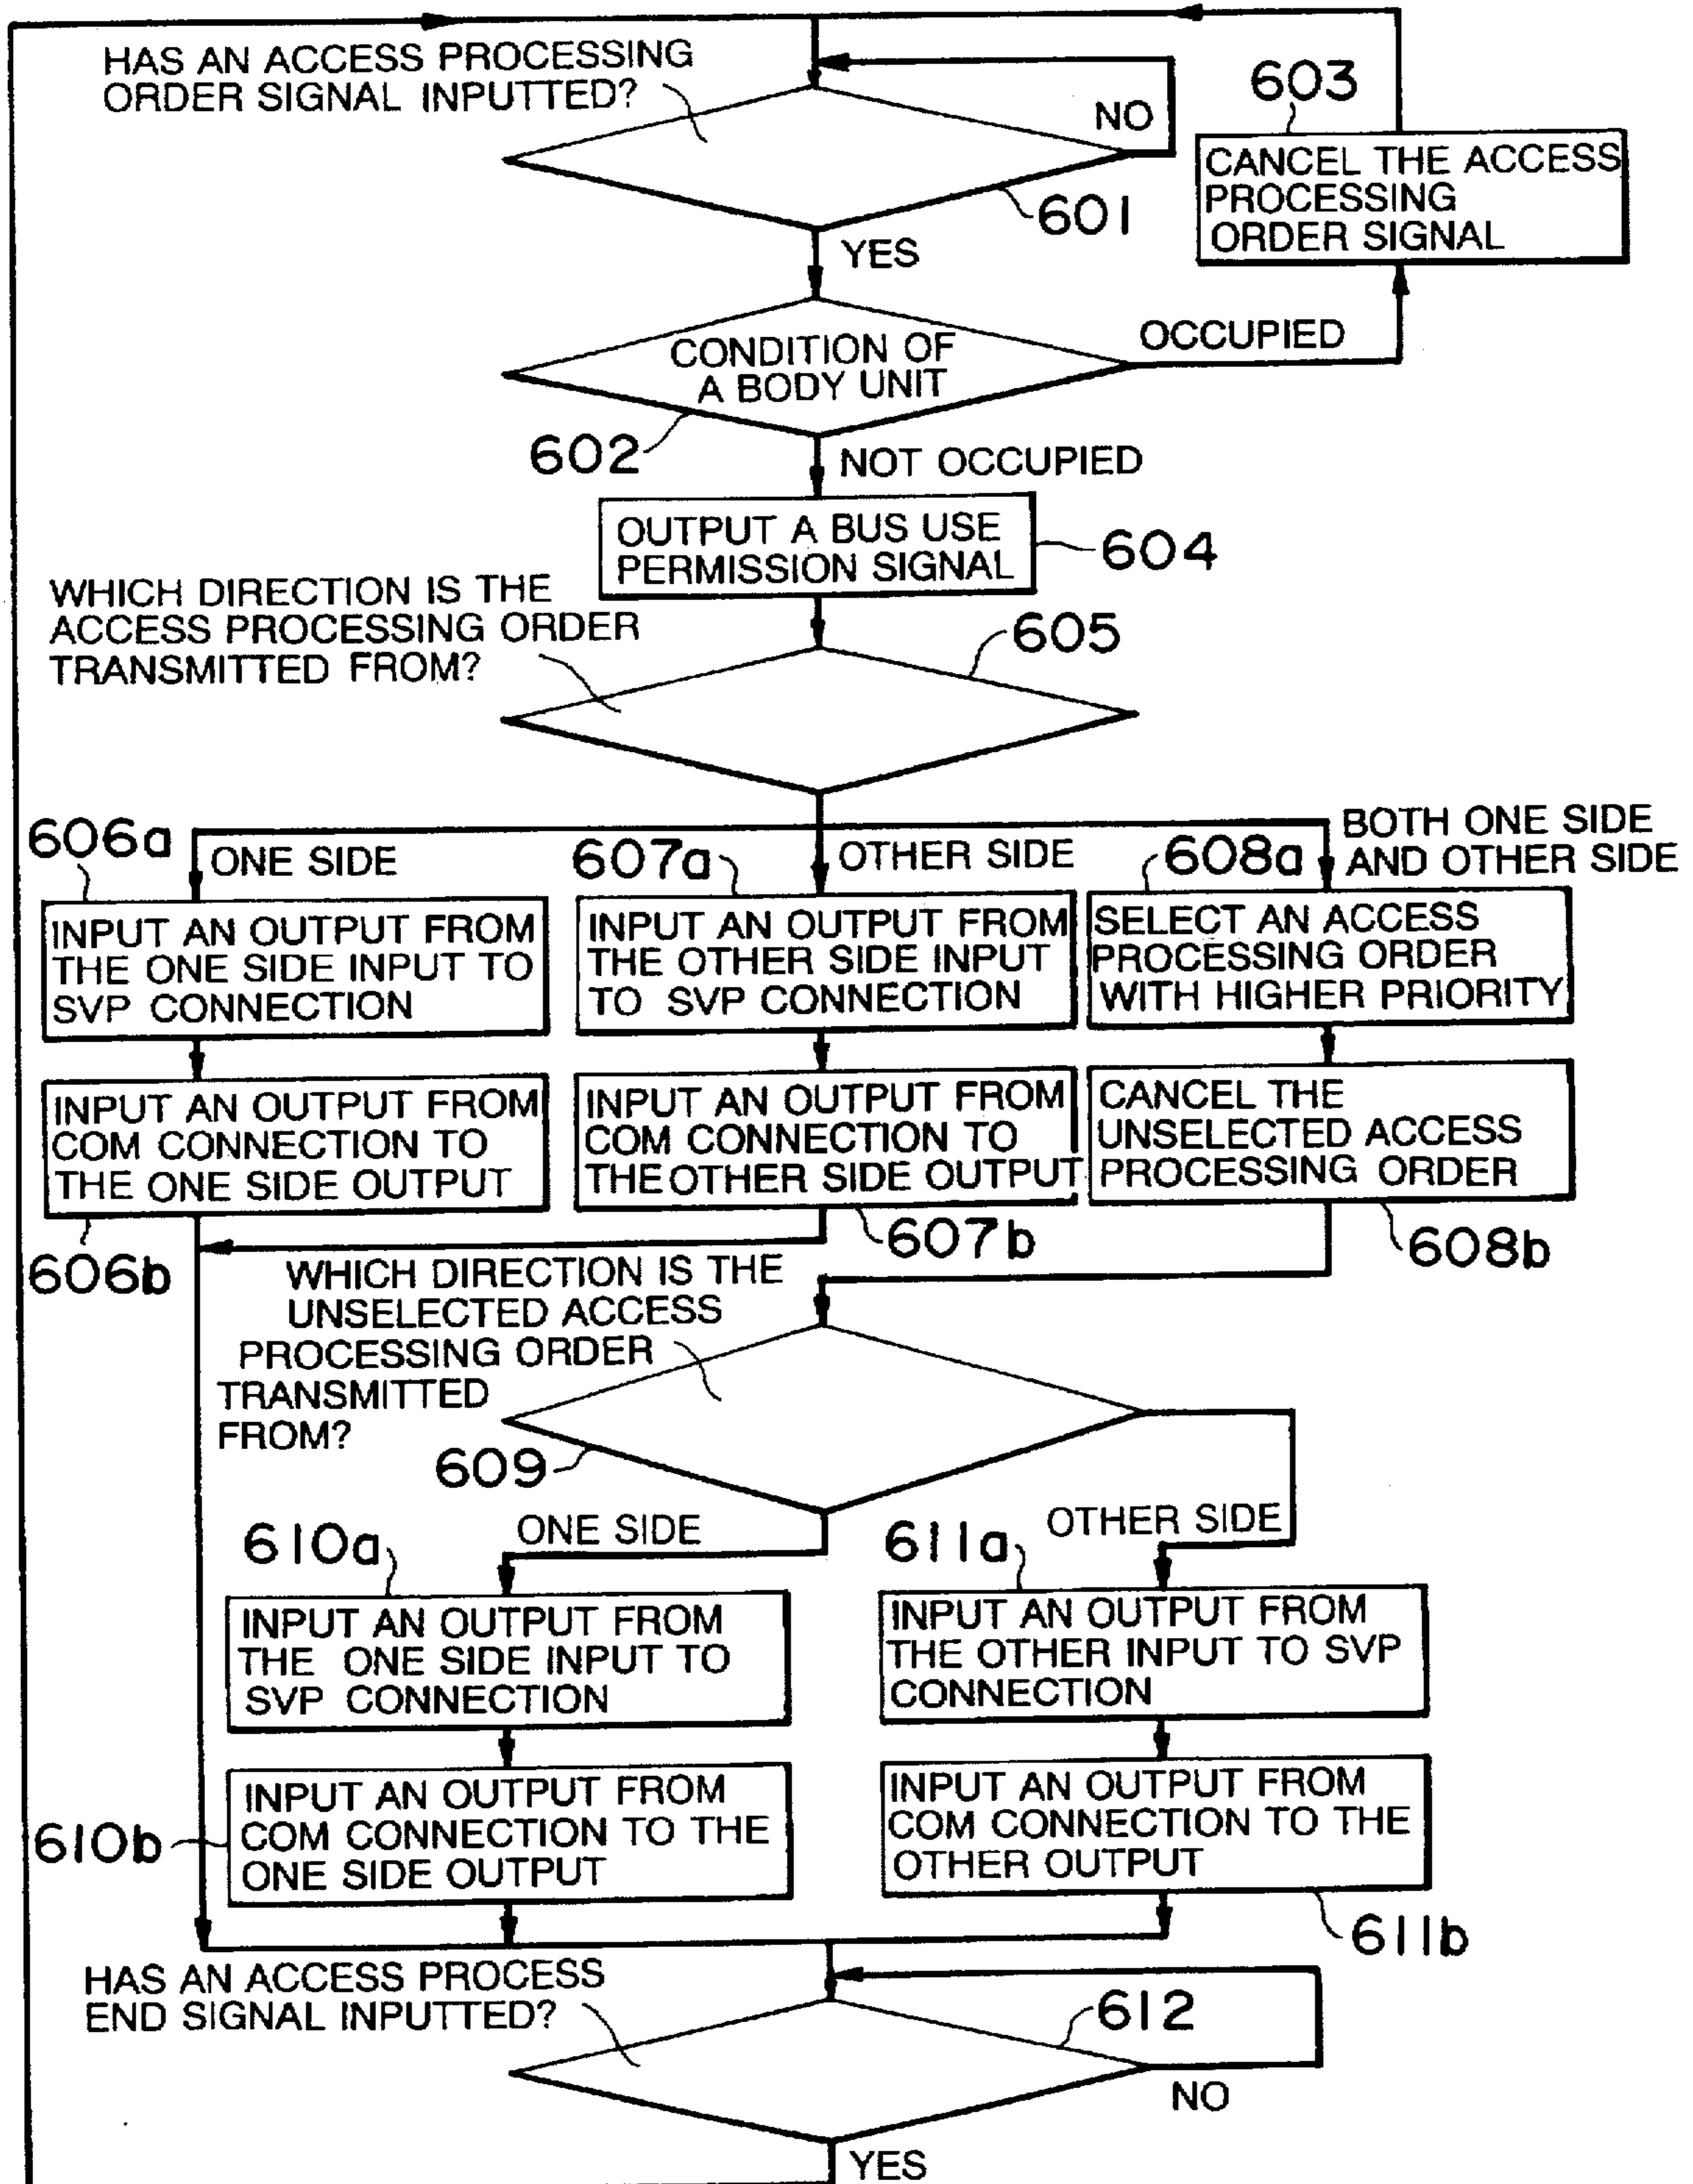 HAS AN ACCESS PROCESSING
ORDER SIGNAL INPUTTED?
NO
601
YES
603
CANCEL THE ACCESS
PROCESSING
ORDER SIGNAL
CONDITION OF
A BODY UNIT
OCCUPIED
602
NOT OCCUPIED
OUTPUT A BUS USE
PERMISSION SIGNAL
604
WHICH DIRECTION IS THE
ACCESS PROCESSING ORDER
TRANSMITTED FROM?
605
606a
ONE SIDE
607a
OTHER SIDE
608a
BOTH ONE SIDE
AND OTHER SIDE
INPUT AN OUTPUT FROM
THE ONE SIDE INPUT TO
SVP CONNECTION
INPUT AN OUTPUT FROM
THE OTHER SIDE INPUT
TO SVP CONNECTION
SELECT AN ACCESS
PROCESSING ORDER
WITH HIGHER PRIORITY
INPUT AN OUTPUT FROM
COM CONNECTION TO
THE ONE SIDE OUTPUT
606b
INPUT AN OUTPUT FROM
COM CONNECTION TO
THE OTHER SIDE OUTPUT
607b
CANCEL THE
UNSELECTED ACCESS
PROCESSING ORDER
608b
WHICH DIRECTION IS THE
UNSELECTED ACCESS
PROCESSING ORDER
TRANSMITTED
FROM?
609
ONE SIDE
OTHER SIDE
610a
611a
INPUT AN OUTPUT FROM
THE ONE SIDE INPUT TO
SVP CONNECTION
INPUT AN OUTPUT FROM
THE OTHER INPUT TO SVP
CONNECTION
INPUT AN OUTPUT FROM
COM CONNECTION TO THE
ONE SIDE OUTPUT
610b
INPUT AN OUTPUT FROM
COM CONNECTION TO THE
OTHER OUTPUT
611b
HAS AN ACCESS PROCESS
END SIGNAL INPUTTED?
612
NO
YES